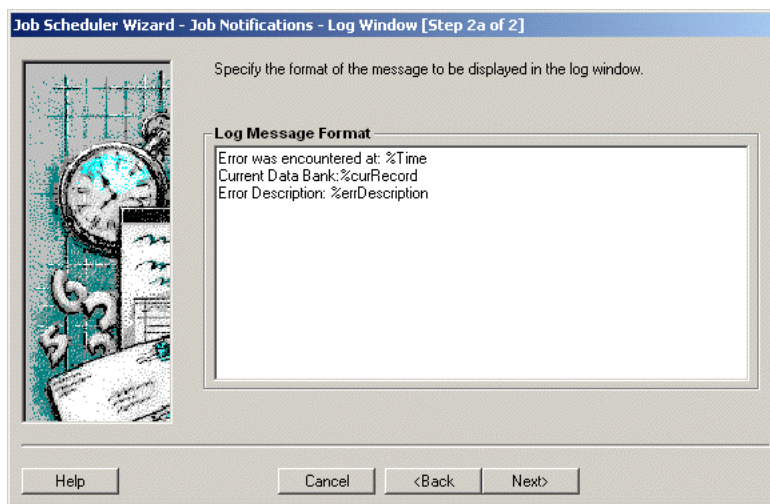 Job Scheduler Wizard - Job Notifications - Log Window [Step 2a of 2]
Specify the format of the message to be displayed in the log window.
Log Message Format
Error was encountered at: %Time
Current Data Bank:%curRecord
Error Description: %errDescription
Help
Cancel
<Back
Next>